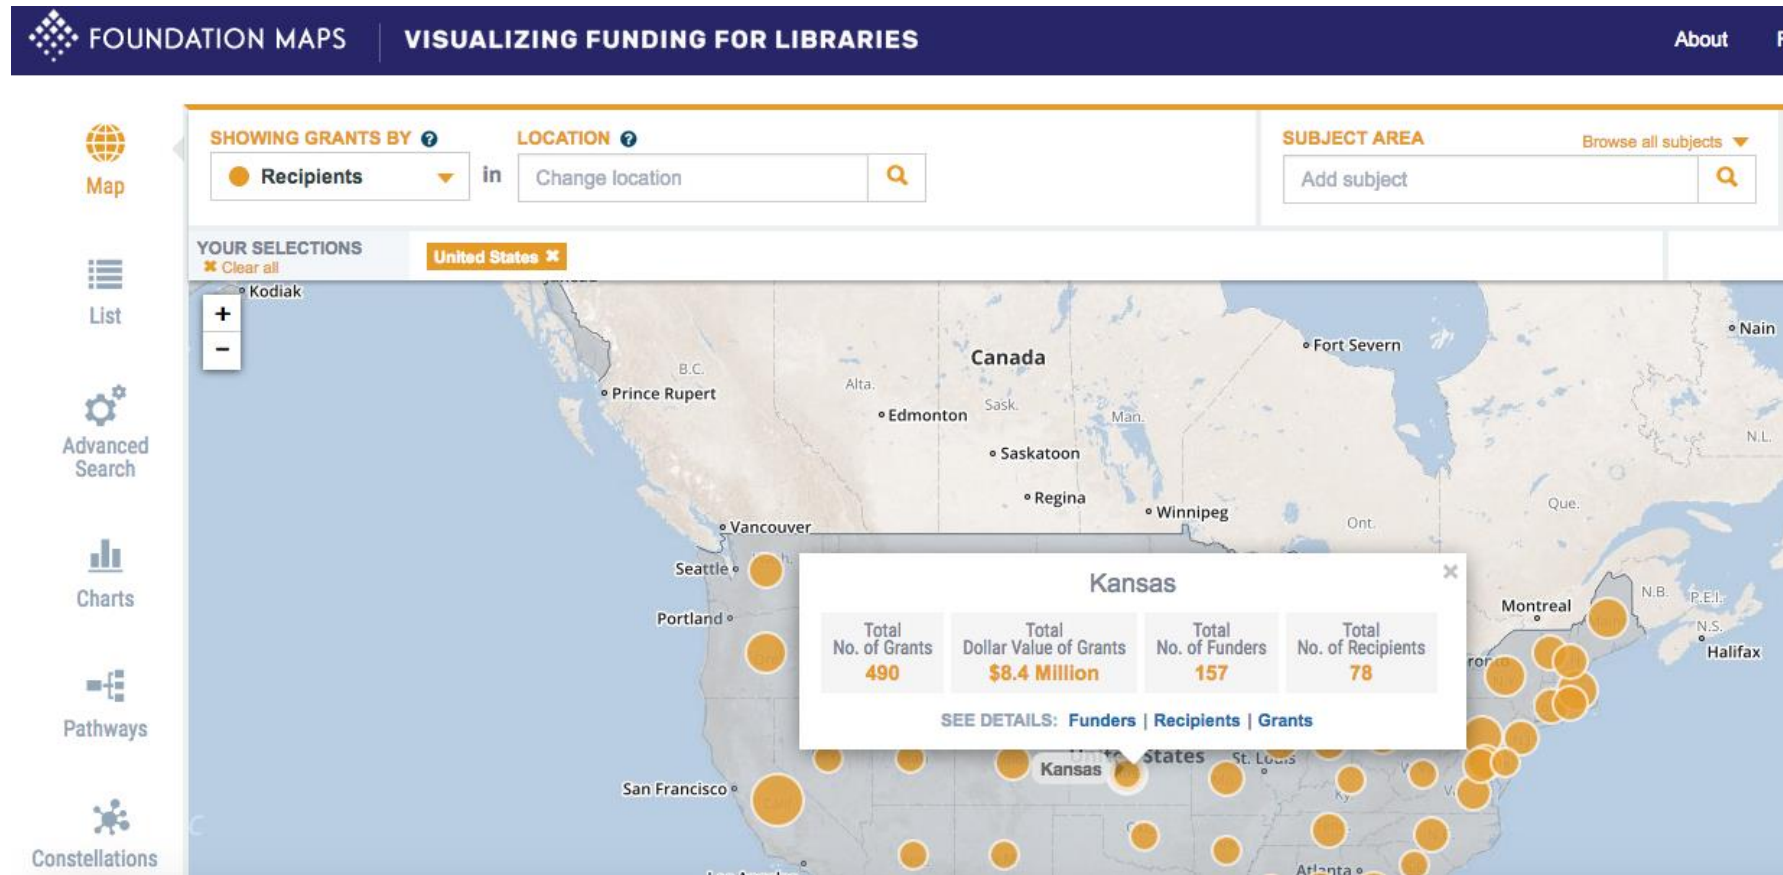 FOUNDATION MAPS
VISUALIZING FUNDING FOR LIBRARIES
About
SHOWING GRANTS BY ?
LOCATION ?
SUBJECT AREA
Browse all subjects
Map
Recipients
in
Change location
Add subject
YOUR SELECTIONS
Clear all
United States
List
Advanced
Search
Charts
Pathways
Constellations
+
−
Kodiak
Nain
Fort Severn
Canada
B.C.
Alta.
Prince Rupert
Sask.
Edmonton
Man.
N.L.
Saskatoon
Regina
Winnipeg
Que.
Ont.
Vancouver
Seattle
Portland
Montreal
N.B.
P.E.I.
N.S.
Halifax
Kansas
Total
No. of Grants
490
Total
Dollar Value of Grants
$8.4 Million
Total
No. of Funders
157
Total
No. of Recipients
78
SEE DETAILS: Funders | Recipients | Grants
United States
St. Louis
Kansas
San Francisco
Ky.
Atlanta